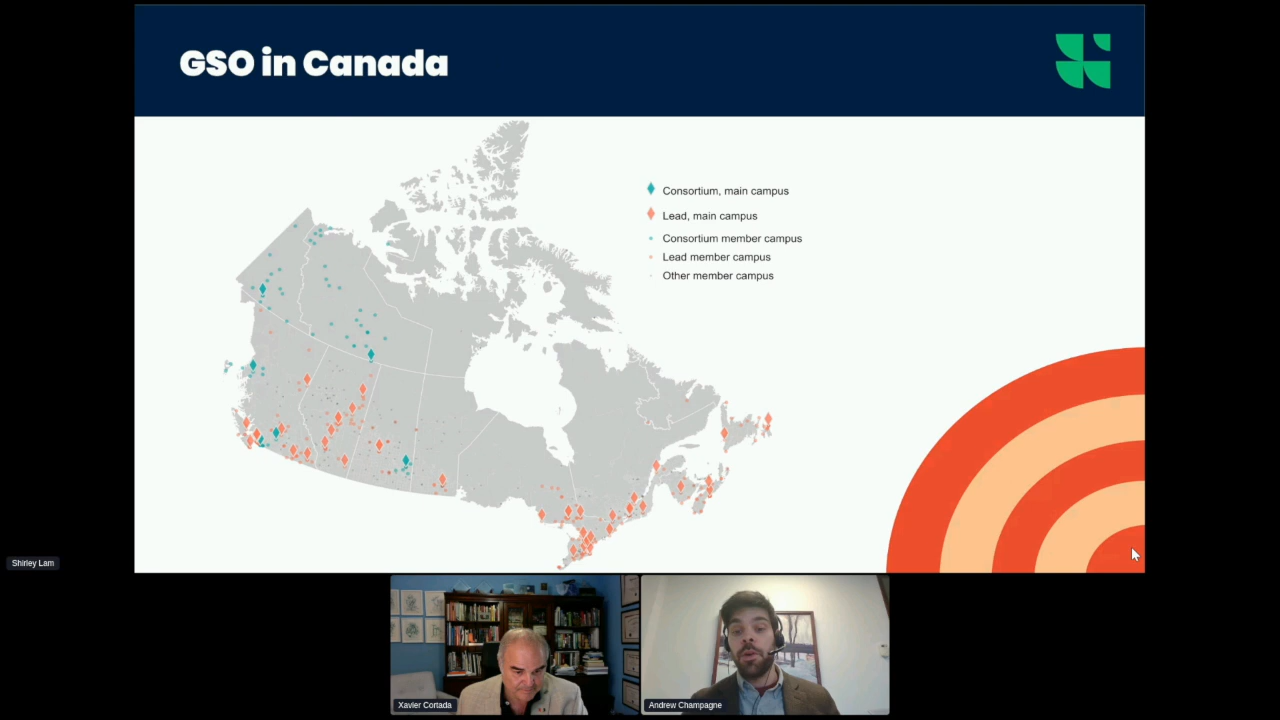 GSO in Canada
Consortium, main campus
Lead, main campus
Consortium member campus
Lead member campus
Other member campus
Shirley Lam
Xavier Cortada
Andrew Champagne